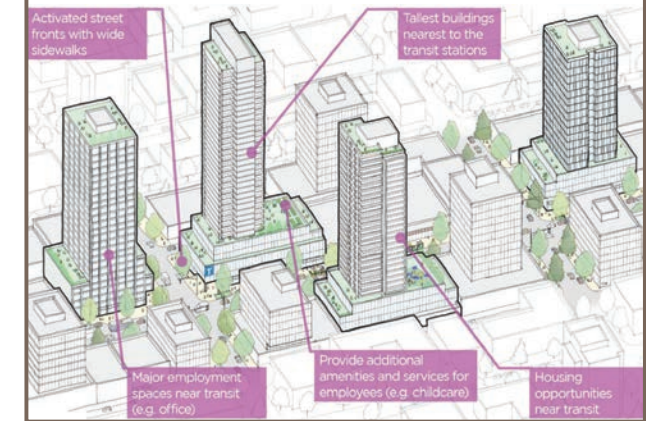 Activated street
fronts with wide
sidewalks
Tallest buildings
nearest to the
transit stations
Major employment
spaces near transit
(e.g. office)
Provide additional
amenities and services for
employees (e.g. childcare)
Housing
opportunities
near transit
T